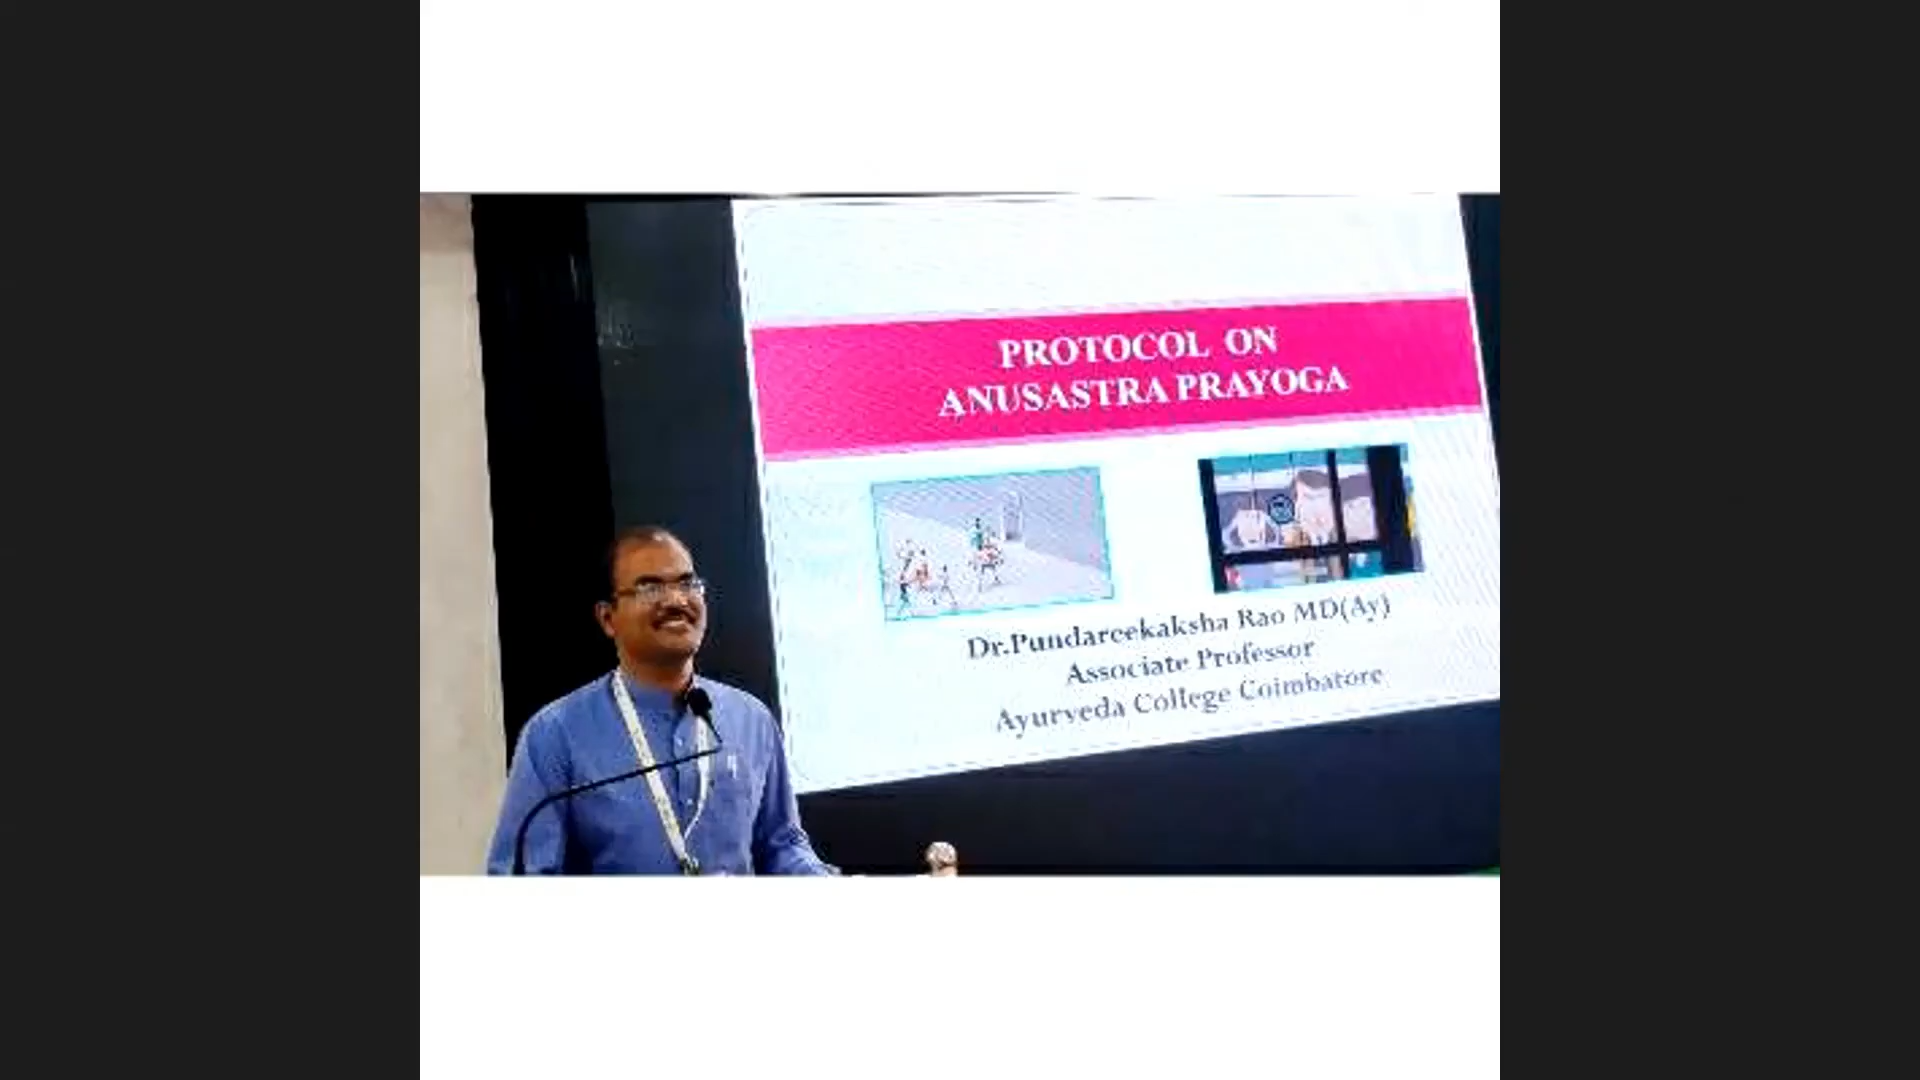 PROTOCOL ON
ANUSASTRA PRAYOGA
Dr.Pundareekaksha Rao MD(Ay)
Associate Professor
Ayurveda College Coimbatore